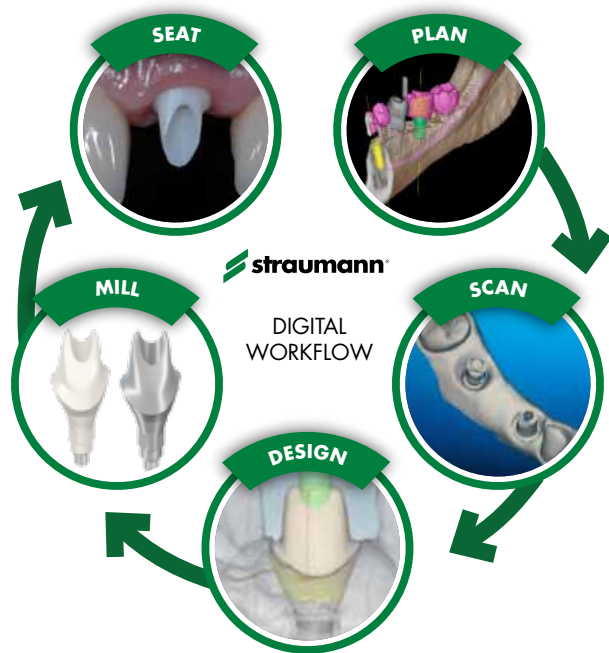 SEAT
PLAN
straumann®
MILL
SCAN
DIGITAL
WORKFLOW
DESIGN